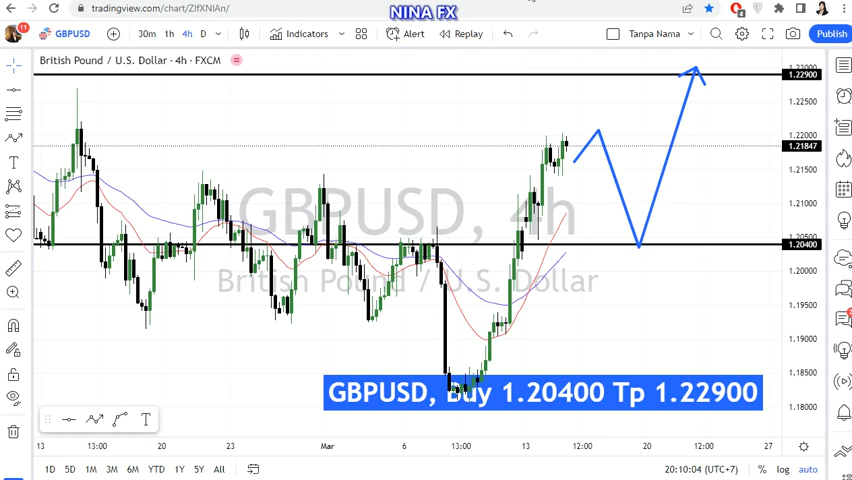 tradingview.com/chart/ZIfXNIAn/
NINA FX
11
GBPUSD
30m 1h 4h D
Indicators
Alert
Replay
Tanpa Nama
Publish
4
British Pound / U.S. Dollar · 4h · FXCM
GBPUSD, 4h
British Pound / U.S. Dollar
1.23000
1.22900
1.22500
1.22000
1.21847
1.21500
1.21000
1.20500
1.20400
1.20000
1.19500
1.19000
1.18500
1.18000
GBPUSD, Buy 1.20400 Tp 1.22900
13 13:00 20 23 Mar 6 13:00 13 12:00 20 12:00 27
1D 5D 1M 3M 6M YTD 1Y 5Y All
20:10:04 (UTC+7) % log auto